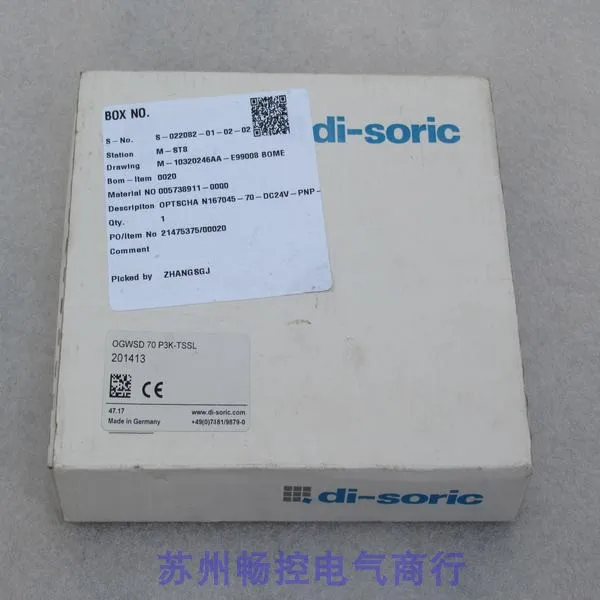 BOX NO.
S-No. S-022082-01-02-02
Station M-ST8
Drawing M-10320246AA-E99008 BOME
Bom-Item 0020
Material NO 005738911-0000
Description OPTSCHA N167045-70-DC24V-PNP-
Qty. 1
PO/Item No 21475375/00020
Comment
Picked by ZHANGSGJ
di-soric
OGWSD 70 P3K-TSSL
201413
CE
47.17 www.di-soric.com
Made in Germany +49(0)7181/9879-0
di-soric
苏州畅控电气商行